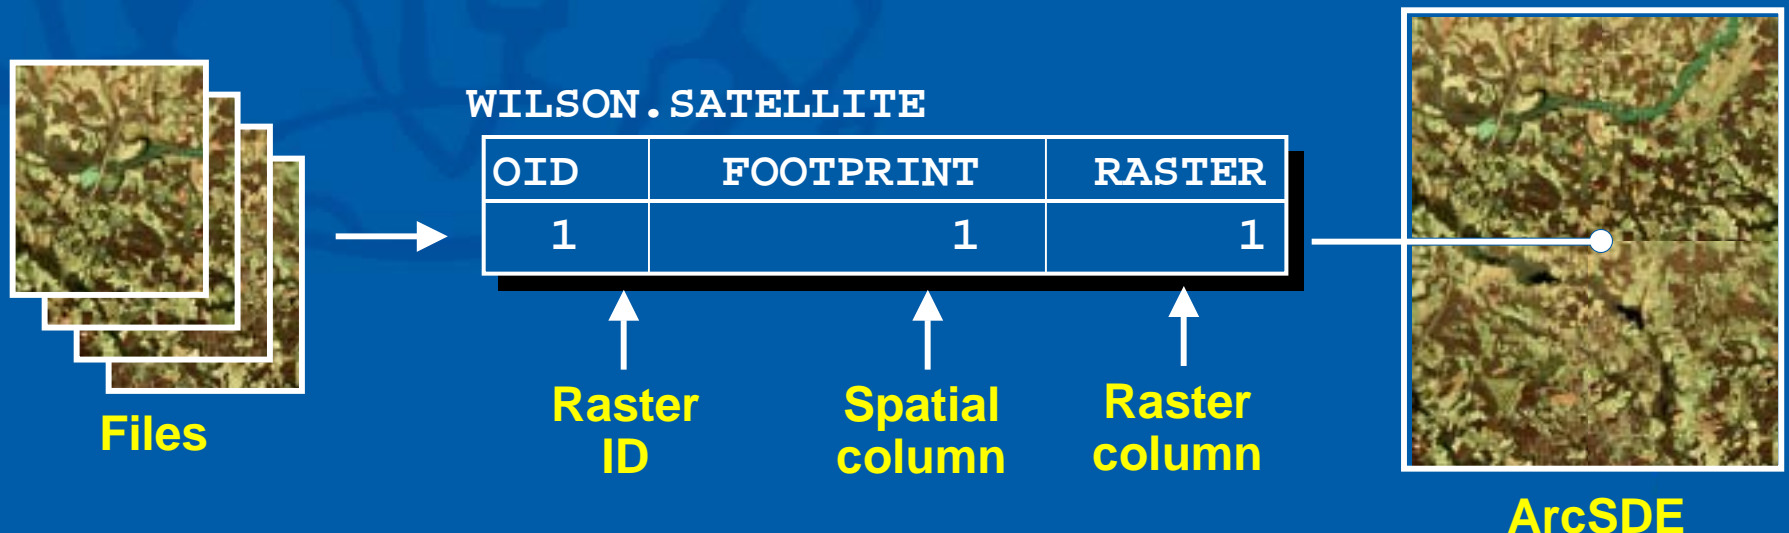 WILSON.SATELLITE
OID FOOTPRINT RASTER
1 1 1
Files
Raster
ID
Spatial
column
Raster
column
ArcSDE